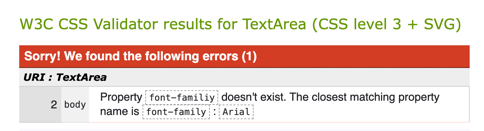 W3C CSS Validator results for TextArea (CSS level 3 + SVG)
Sorry! We found the following errors (1)
URI : TextArea
2 body Property font-familiy doesn't exist. The closest matching property
name is font-family : Arial